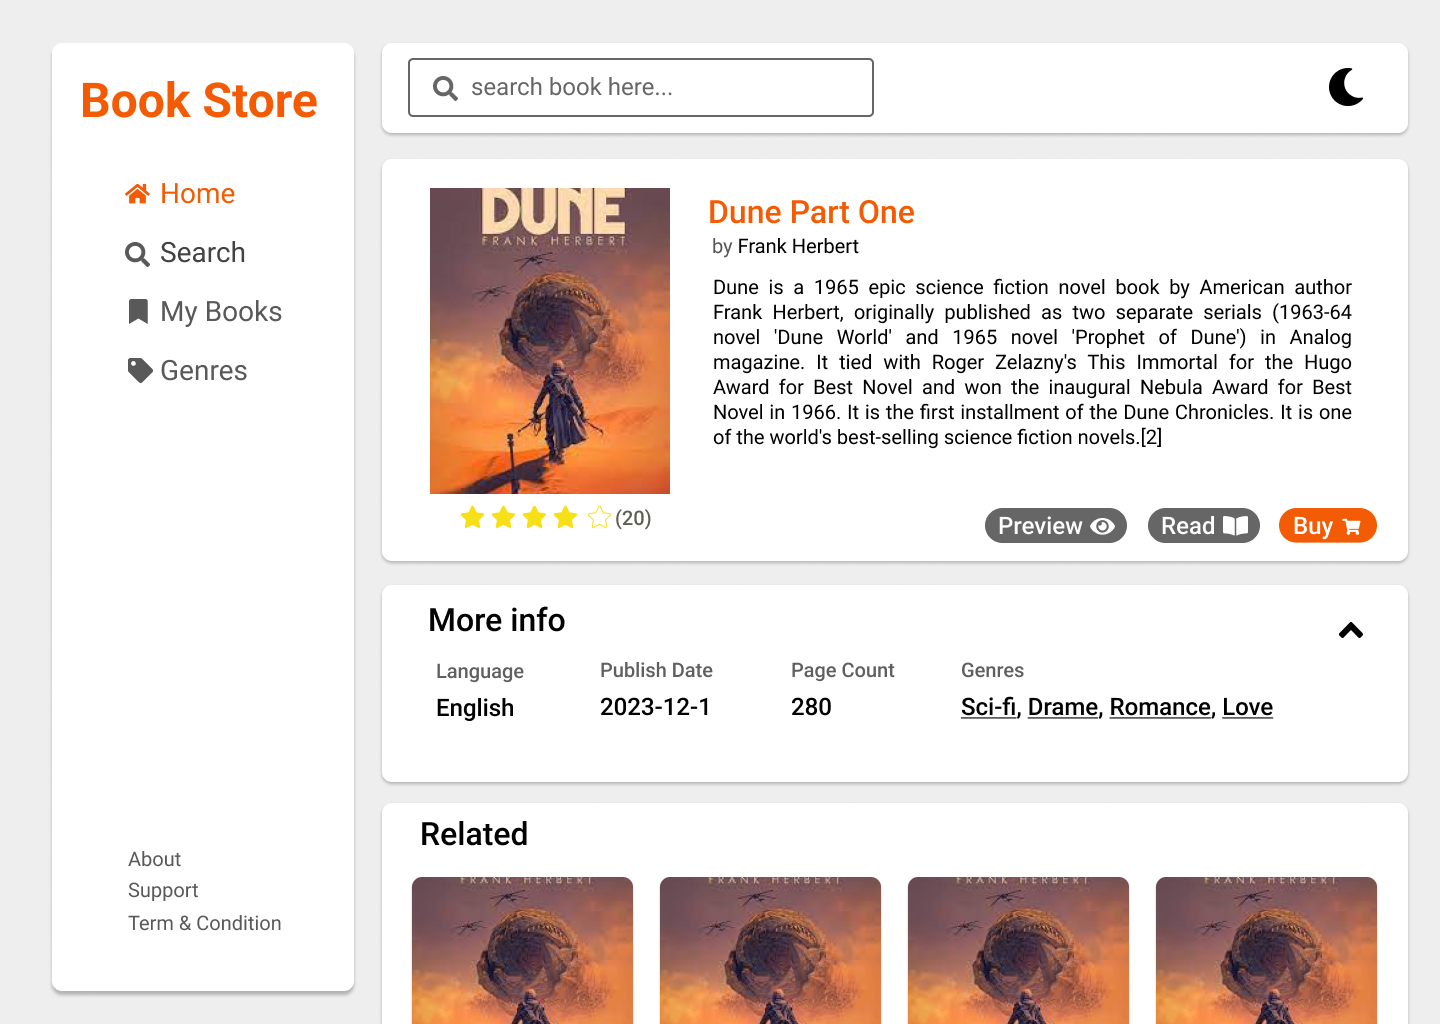 Book Store
Home
Search
My Books
Genres
About
Support
Term & Condition
search book here...
DUNE
FRANK HERBERT
(20)
Dune Part One
by Frank Herbert
Dune is a 1965 epic science fiction novel book by American author
Frank Herbert, originally published as two separate serials (1963-64
novel 'Dune World' and 1965 novel 'Prophet of Dune') in Analog
magazine. It tied with Roger Zelazny's This Immortal for the Hugo
Award for Best Novel and won the inaugural Nebula Award for Best
Novel in 1966. It is the first installment of the Dune Chronicles. It is one
of the world's best-selling science fiction novels.[2]
Preview
Read
Buy
More info
Language
Publish Date
Page Count
Genres
English
2023-12-1
280
Sci-fi, Drame, Romance, Love
Related
FRANK HERBERT
FRANK HERBERT
FRANK HERBERT
FRANK HERBERT